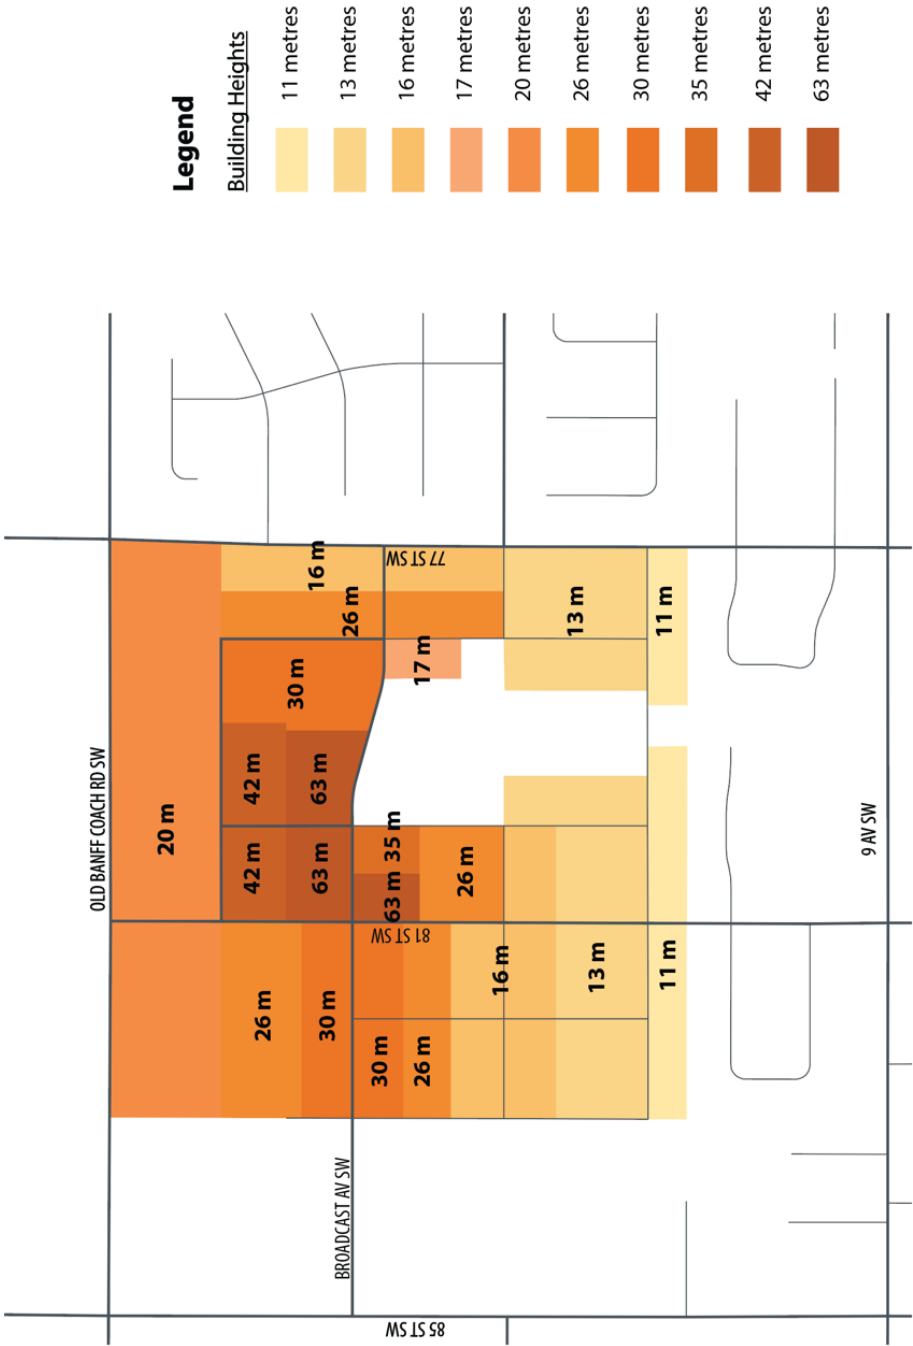 Legend
Building Heights
11 metres
13 metres
16 metres
17 metres
20 metres
26 metres
30 metres
35 metres
42 metres
63 metres
OLD BANFF COACH RD SW
20 m
26 m
42 m
42 m
30 m
16 m
26 m
30 m
63 m
63 m
BROADCAST AV SW
30 m
63 m
35 m
17 m
26 m
26 m
16 m
13 m
13 m
11 m
11 m
85 ST SW
81 ST SW
77 ST SW
9 AV SW